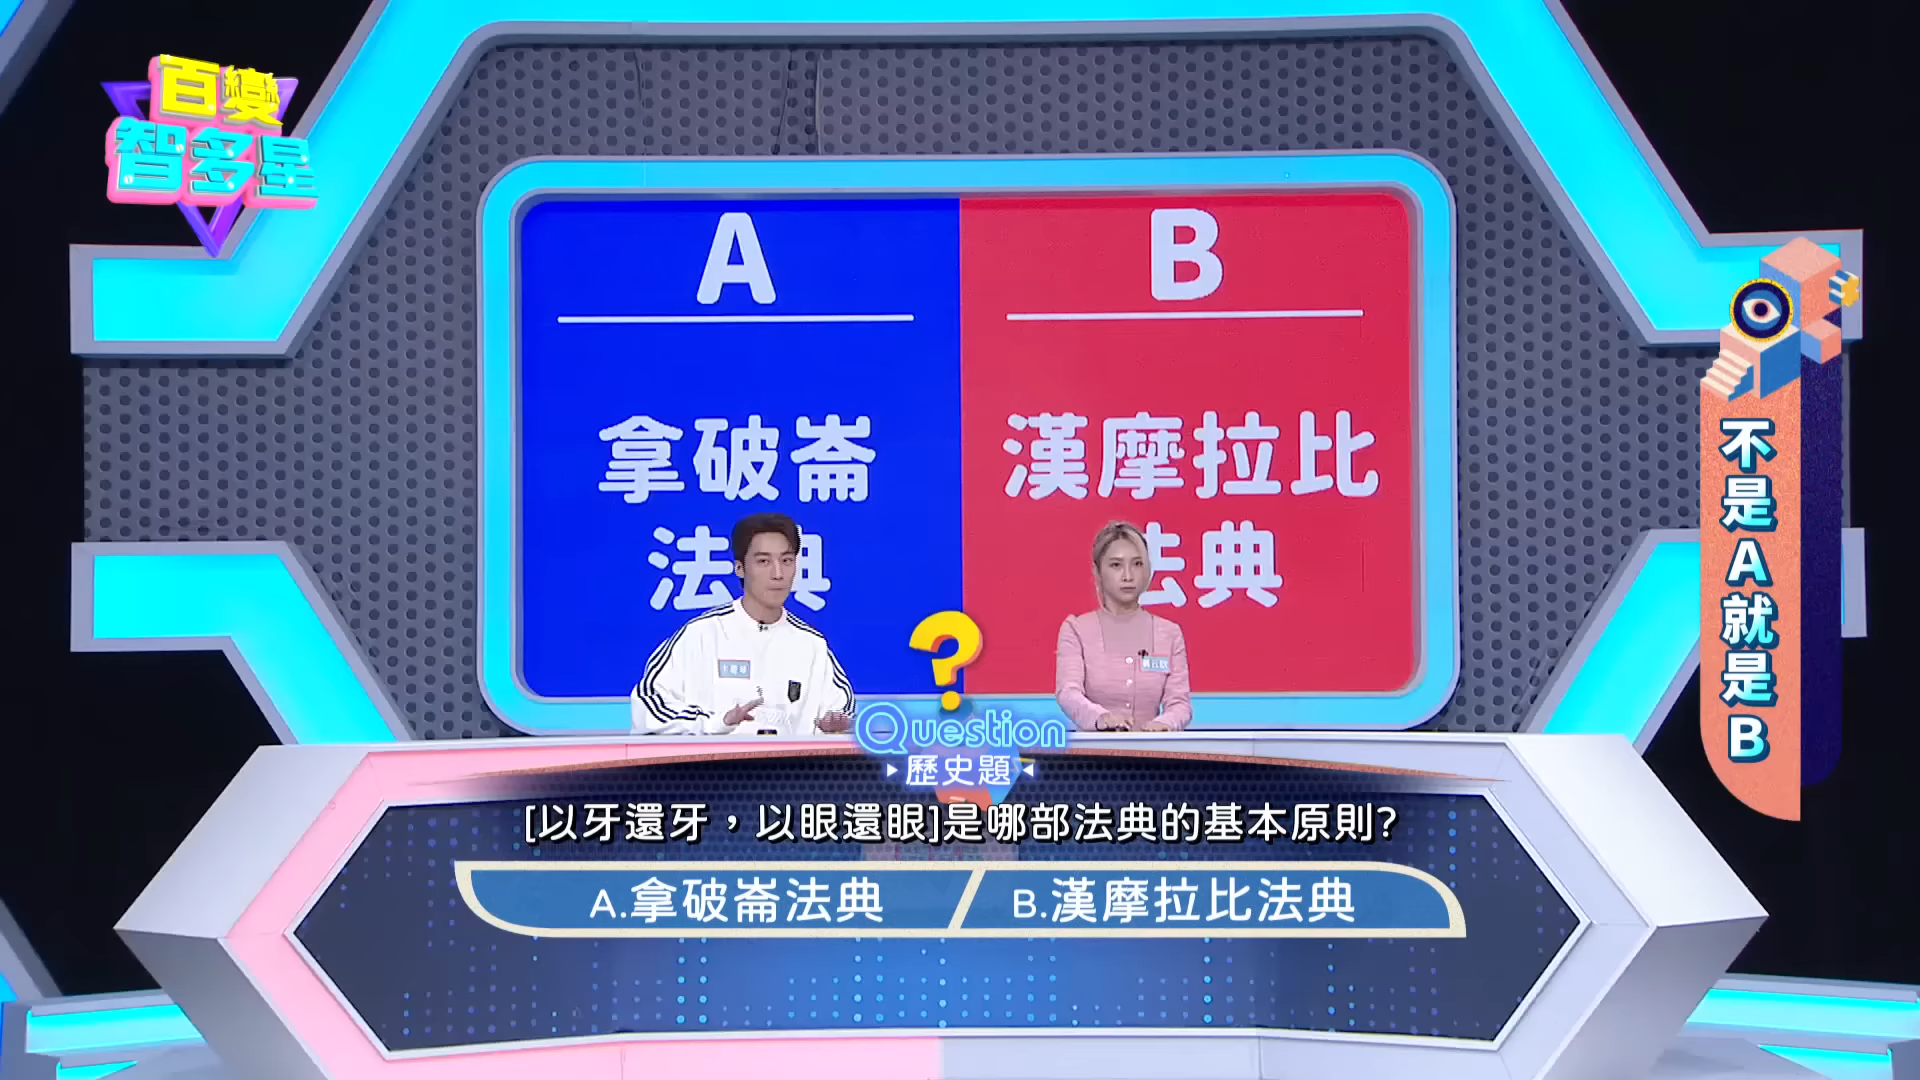 百變
智多星
A
B
拿破崙
法典
漢摩拉比
法典
不是A就是B
Question
歷史題
[以牙還牙，以眼還眼]是哪部法典的基本原則?
A.拿破崙法典
B.漢摩拉比法典